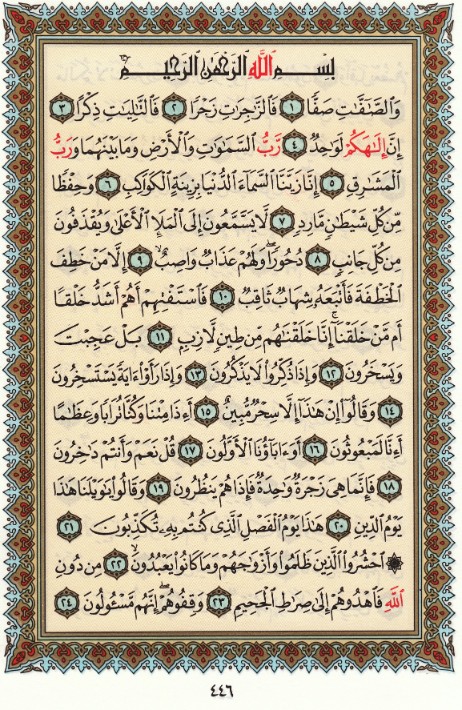 بِسْمِ ٱللَّهِ ٱلرَّحْمَٰنِ ٱلرَّحِيمِ
وَٱلصَّٰٓفَّٰتِ صَفًّا ١ فَٱلزَّٰجِرَٰتِ زَجْرًا ٢ فَٱلتَّٰلِيَٰتِ ذِكْرًا ٣
إِنَّ إِلَٰهَكُمْ لَوَٰحِدٌ ٤ رَّبُّ ٱلسَّمَٰوَٰتِ وَٱلْأَرْضِ وَمَا بَيْنَهُمَا وَرَبُّ
ٱلْمَشَٰرِقِ ٥ إِنَّا زَيَّنَّا ٱلسَّمَآءَ ٱلدُّنْيَا بِزِينَةٍ ٱلْكَوَاكِبِ ٦ وَحِفْظًا
مِّن كُلِّ شَيْطَٰنٍ مَّارِدٍ ٧ لَّا يَسَّمَّعُونَ إِلَى ٱلْمَلَإِ ٱلْأَعْلَىٰ وَيُقْذَفُونَ
مِن كُلِّ جَانِبٍ ٨ دُحُورًا ۖ وَلَهُمْ عَذَابٌ وَاصِبٌ ٩ إِلَّا مَنْ خَطِفَ
ٱلْخَطْفَةَ فَأَتْبَعَهُۥ شِهَابٌ ثَاقِبٌ ١٠ فَٱسْتَفْتِهِمْ أَهُمْ أَشَدُّ خَلْقًا
أَم مَّنْ خَلَقْنَآ ۚ إِنَّا خَلَقْنَٰهُم مِّن طِينٍ لَّازِبٍۭ ١١ بَلْ عَجِبْتَ
وَيَسْخَرُونَ ١٢ وَإِذَا ذُكِّرُوا۟ لَا يَذْكُرُونَ ١٣ وَإِذَا رَأَوْا۟ ءَايَةً يَسْتَسْخِرُونَ
١٤ وَقَالُوٓا۟ إِنْ هَٰذَآ إِلَّا سِحْرٌ مُّبِينٌ ١٥ أَءِذَا مِتْنَا وَكُنَّا تُرَابًا وَعِظَٰمًا
أَءِنَّا لَمَبْعُوثُونَ ١٦ أَوَءَابَآؤُنَا ٱلْأَوَّلُونَ ١٧ قُلْ نَعَمْ وَأَنتُمْ دَٰخِرُونَ
١٨ فَإِنَّمَا هِىَ زَجْرَةٌ وَٰحِدَةٌ فَإِذَا هُمْ يَنظُرُونَ ١٩ وَقَالُوا۟ يَٰوَيْلَنَا هَٰذَا
يَوْمُ ٱلدِّينِ ٢٠ هَٰذَا يَوْمُ ٱلْفَصْلِ ٱلَّذِى كُنتُم بِهِۦ تُكَذِّبُونَ ٢١
۞ ٱحْشُرُوا۟ ٱلَّذِينَ ظَلَمُوا۟ وَأَزْوَٰجَهُمْ وَمَا كَانُوا۟ يَعْبُدُونَ ٢٢ مِن دُونِ
ٱللَّهِ فَٱهْدُوهُمْ إِلَىٰ صِرَٰطِ ٱلْجَحِيمِ ٢٣ وَقِفُوهُمْ ۖ إِنَّهُم مَّسْـُٔولُونَ ٢٤
٤٤٦